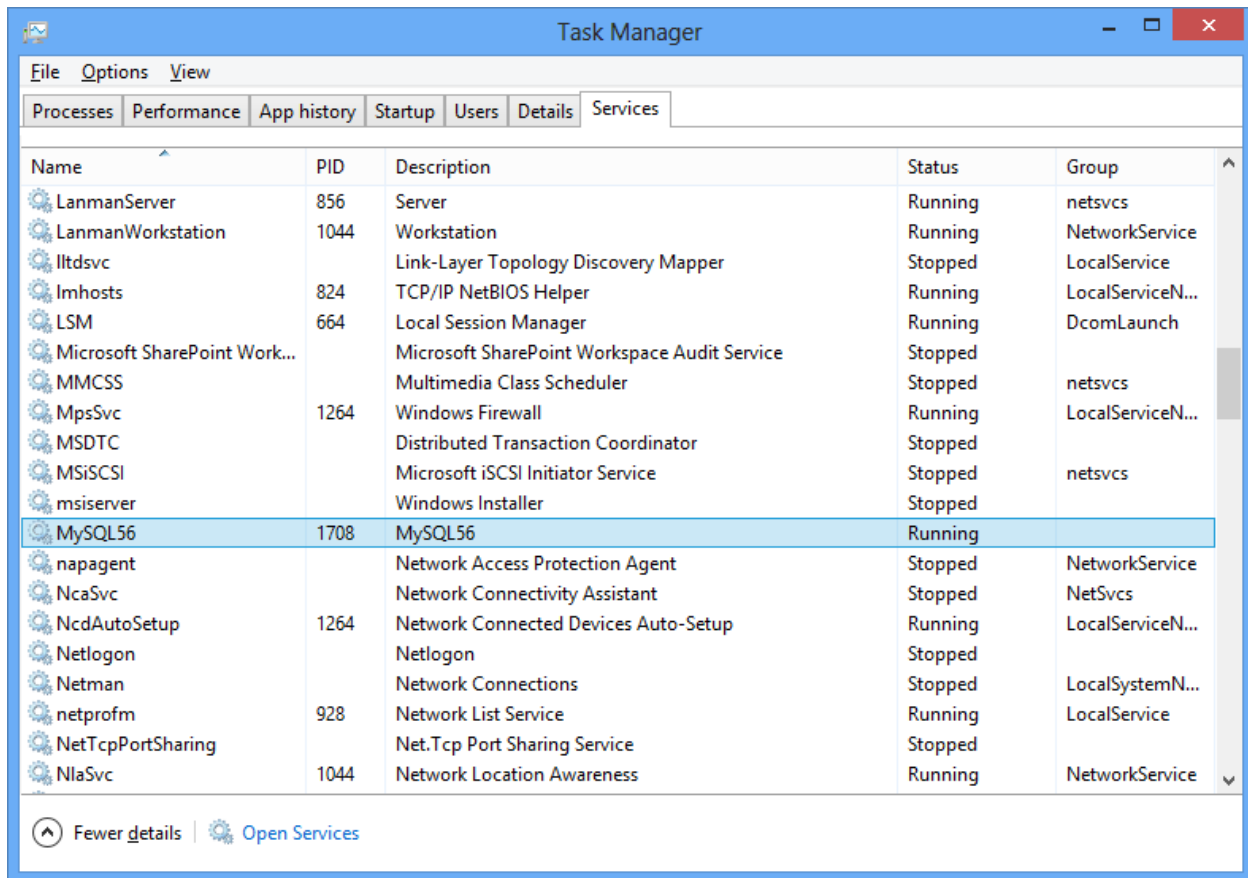 Task Manager
File Options View
Processes Performance App history Startup Users Details Services
Name PID Description Status Group
LanmanServer 856 Server Running netsvcs
LanmanWorkstation 1044 Workstation Running NetworkService
lltdsvc Link-Layer Topology Discovery Mapper Stopped LocalService
lmhosts 824 TCP/IP NetBIOS Helper Running LocalServiceN...
LSM 664 Local Session Manager Running DcomLaunch
Microsoft SharePoint Work... Microsoft SharePoint Workspace Audit Service Stopped
MMCSS Multimedia Class Scheduler Stopped netsvcs
MpsSvc 1264 Windows Firewall Running LocalServiceN...
MSDTC Distributed Transaction Coordinator Stopped
MSiSCSI Microsoft iSCSI Initiator Service Stopped netsvcs
msiserver Windows Installer Stopped
MySQL56 1708 MySQL56 Running
napagent Network Access Protection Agent Stopped NetworkService
NcaSvc Network Connectivity Assistant Stopped NetSvcs
NcdAutoSetup 1264 Network Connected Devices Auto-Setup Running LocalServiceN...
Netlogon Netlogon Stopped
Netman Network Connections Stopped LocalSystemN...
netprofm 928 Network List Service Running LocalService
NetTcpPortSharing Net.Tcp Port Sharing Service Stopped
NlaSvc 1044 Network Location Awareness Running NetworkService
Fewer details Open Services